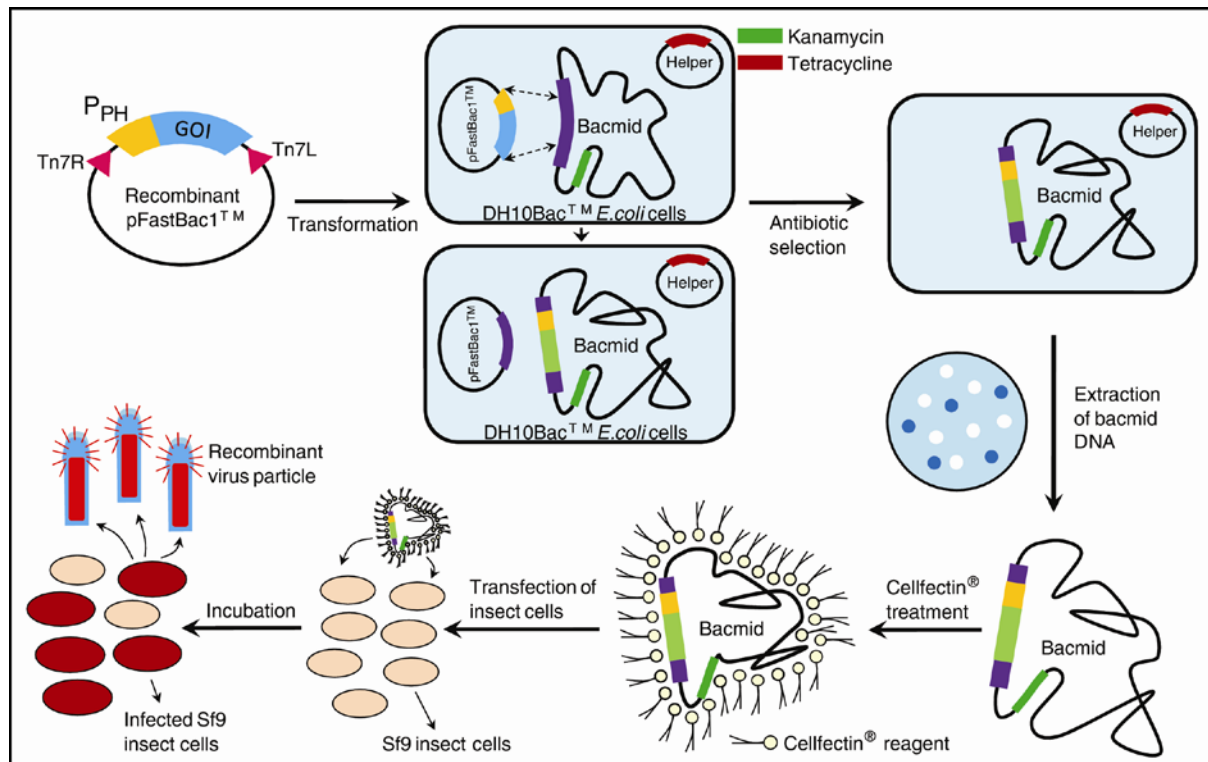 Kanamycin
Tetracycline
Helper
pFastBac1TM
Bacmid
DH10BacTM E.coli cells
PPH
GOI
Tn7R
Tn7L
Recombinant
pFastBac1TM
Transformation
Helper
pFastBac1TM
Bacmid
DH10BacTM E.coli cells
Antibiotic
selection
Helper
Bacmid
Extraction
of bacmid
DNA
Bacmid
Cellfectin®
treatment
Bacmid
Cellfectin® reagent
Transfection of
insect cells
Sf9 insect cells
Incubation
Recombinant
virus particle
Infected Sf9
insect cells